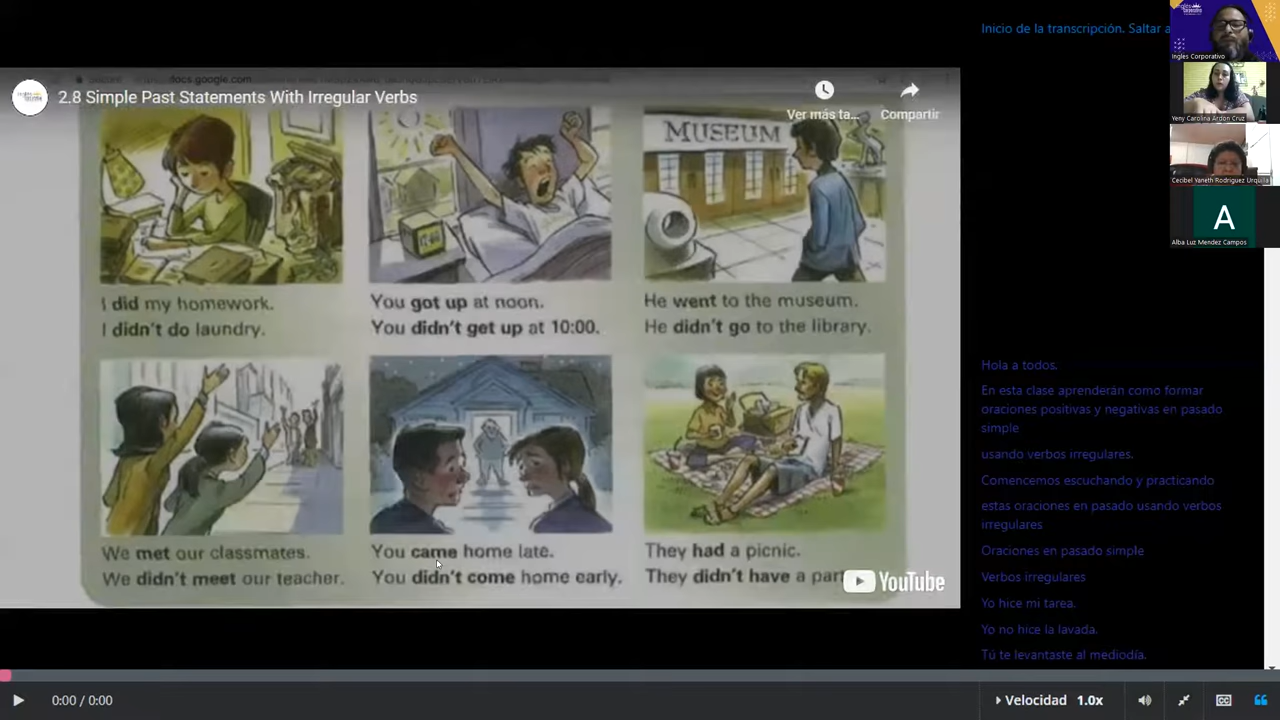 2.8 Simple Past Statements With Irregular Verbs
Ver más ta...
Compartir
MUSEUM
I did my homework.
I didn't do laundry.
You got up at noon.
You didn't get up at 10:00.
He went to the museum.
He didn't go to the library.
We met our classmates.
We didn't meet our teacher.
You came home late.
You didn't come home early.
They had a picnic.
They didn't have a par
YouTube
0:00 / 0:00
Velocidad 1.0x
CC
Inicio de la transcripción. Saltar a
Hola a todos.
En esta clase aprenderán como formar
oraciones positivas y negativas en pasado
simple
usando verbos irregulares.
Comencemos escuchando y practicando
estas oraciones en pasado usando verbos
irregulares
Oraciones en pasado simple
Verbos irregulares
Yo hice mi tarea.
Yo no hice la lavada.
Tú te levantaste al mediodía.
Ingles Corporativo
Yeny Carolina Ardon Cruz
Cecibel Yaneth Rodriguez Urquilla
A
Alba Luz Mendez Campos